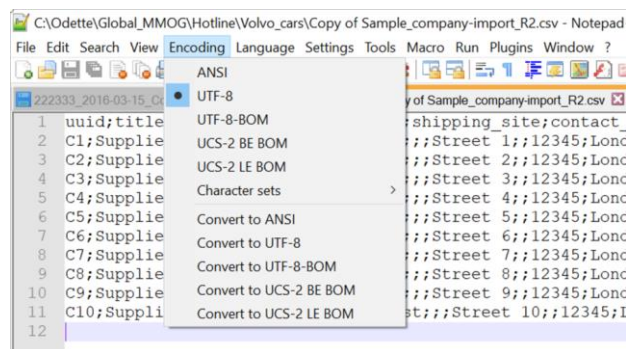 C:\Odette\Global_MMOG\Hotline\Volvo_cars\Copy of Sample_company-import_R2.csv - Notepad
File Edit Search View Encoding Language Settings Tools Macro Run Plugins Window ?
222333_2016-03-15_Co y of Sample_company-import_R2.csv
ANSI
UTF-8
UTF-8-BOM
UCS-2 BE BOM
UCS-2 LE BOM
Character sets
Convert to ANSI
Convert to UTF-8
Convert to UTF-8-BOM
Convert to UCS-2 BE BOM
Convert to UCS-2 LE BOM
1 uuid;title ;shipping_site;contact_
2 C1;Supplie ;;;Street 1;;12345;Lond
3 C2;Supplie ;;;Street 2;;12345;Lond
4 C3;Supplie ;;;Street 3;;12345;Lond
5 C4;Supplie ;;;Street 4;;12345;Lond
6 C5;Supplie ;;;Street 5;;12345;Lond
7 C6;Supplie ;;;Street 6;;12345;Lond
8 C7;Supplie ;;;Street 7;;12345;Lond
9 C8;Supplie ;;;Street 8;;12345;Lond
10 C9;Supplie ;;;Street 9;;12345;Lond
11 C10;Suppli st;;;Street 10;;12345;L
12